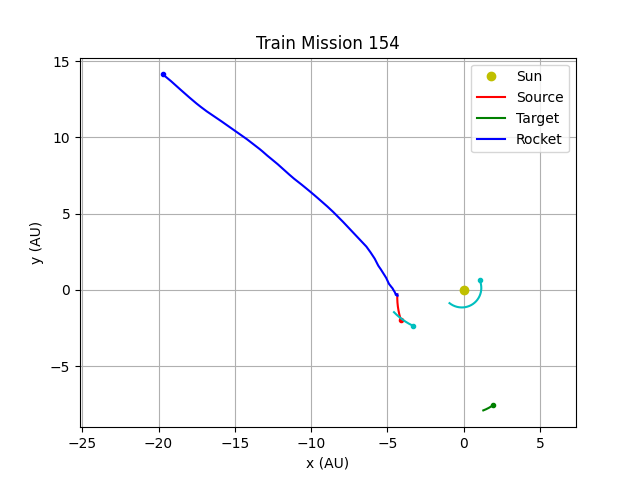 Train Mission 154
Sun
Source
Target
Rocket
15
10
5
0
−5
y (AU)
−25
−20
−15
−10
−5
0
5
x (AU)